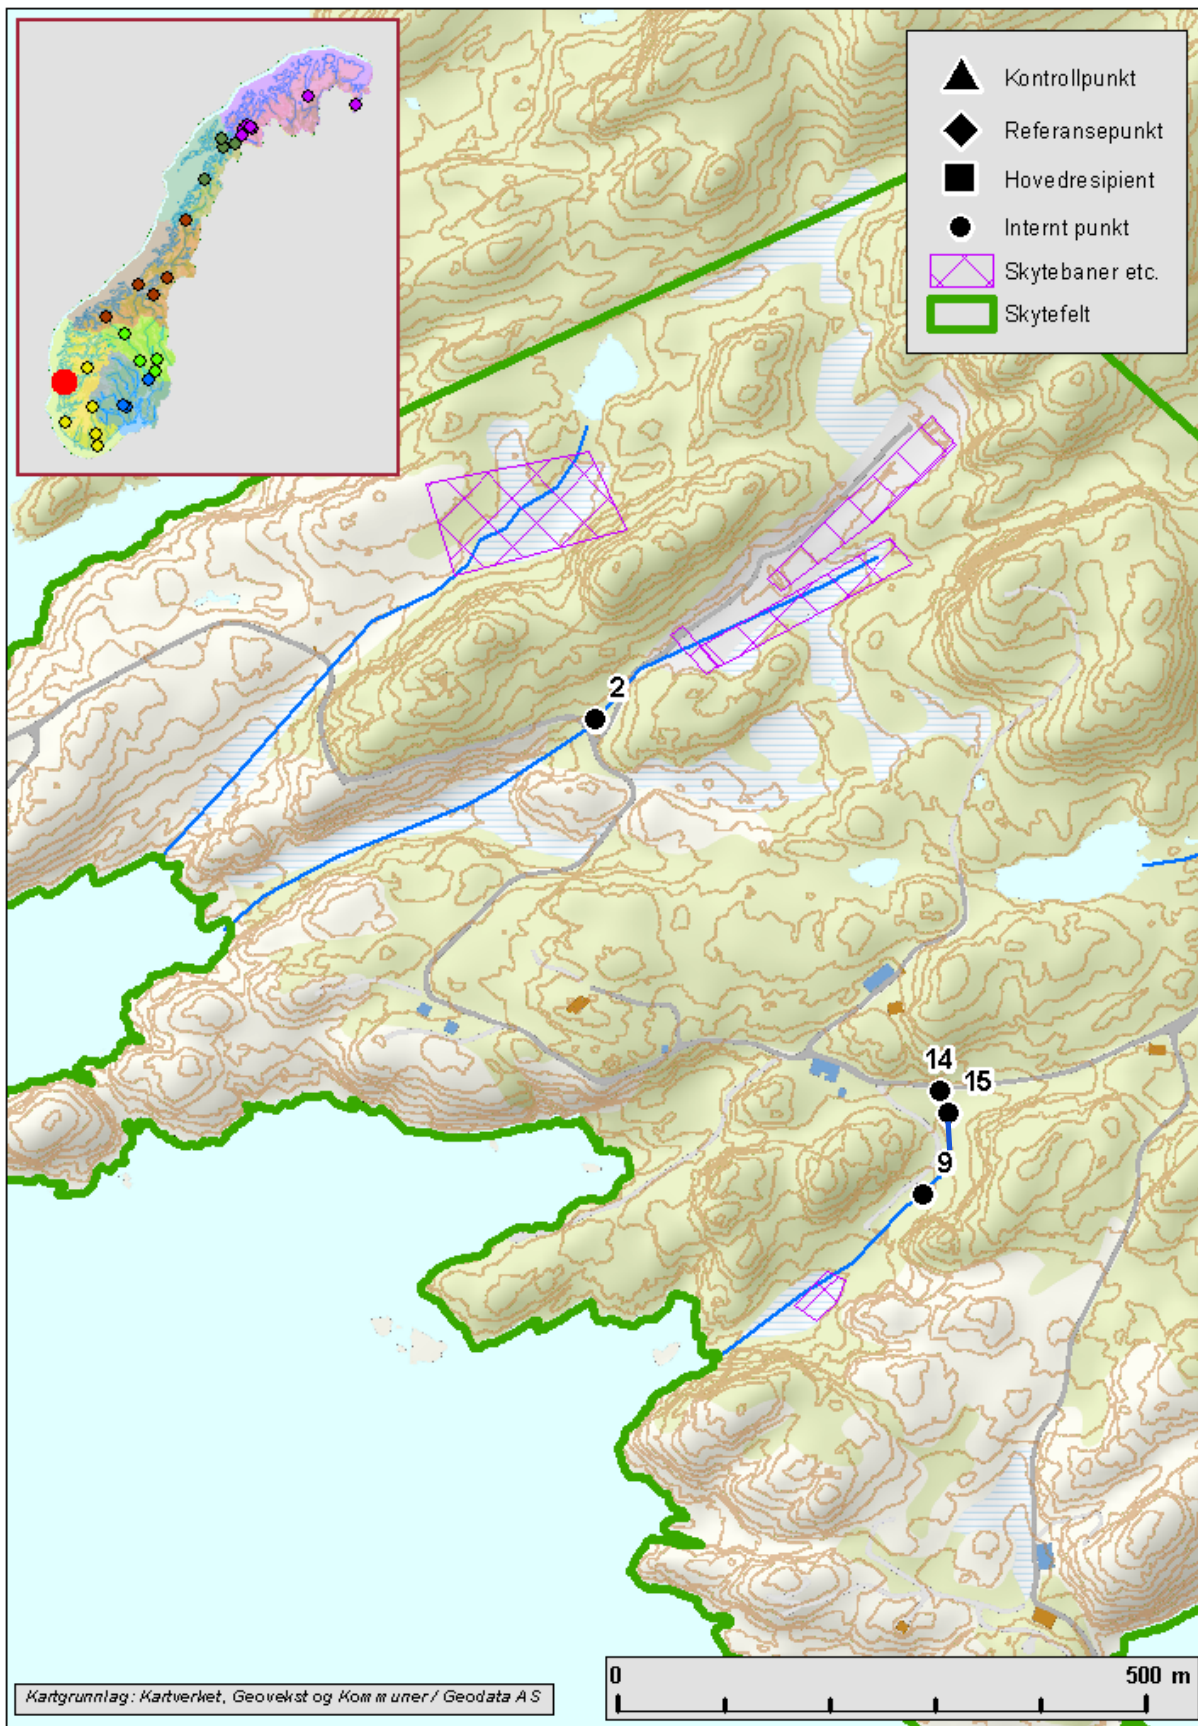 Kontrollpunkt
Referansepunkt
Hovedresipient
Internt punkt
Skytebaner etc.
Skytefelt
2
14
15
9
0
500 m
Kartgrunnlag: Kartverket, Geovekst og Kommuner / Geodata AS